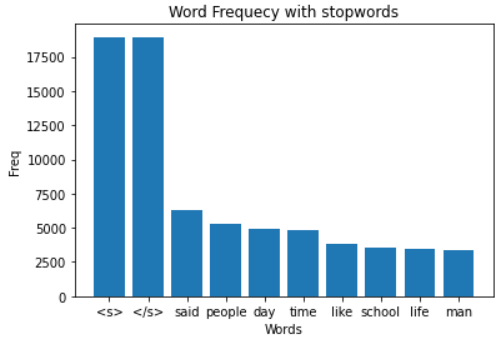 Word Frequecy with stopwords
17500
15000
12500
10000
7500
5000
2500
0
Freq
<s> </s> said people day time like school life man
Words